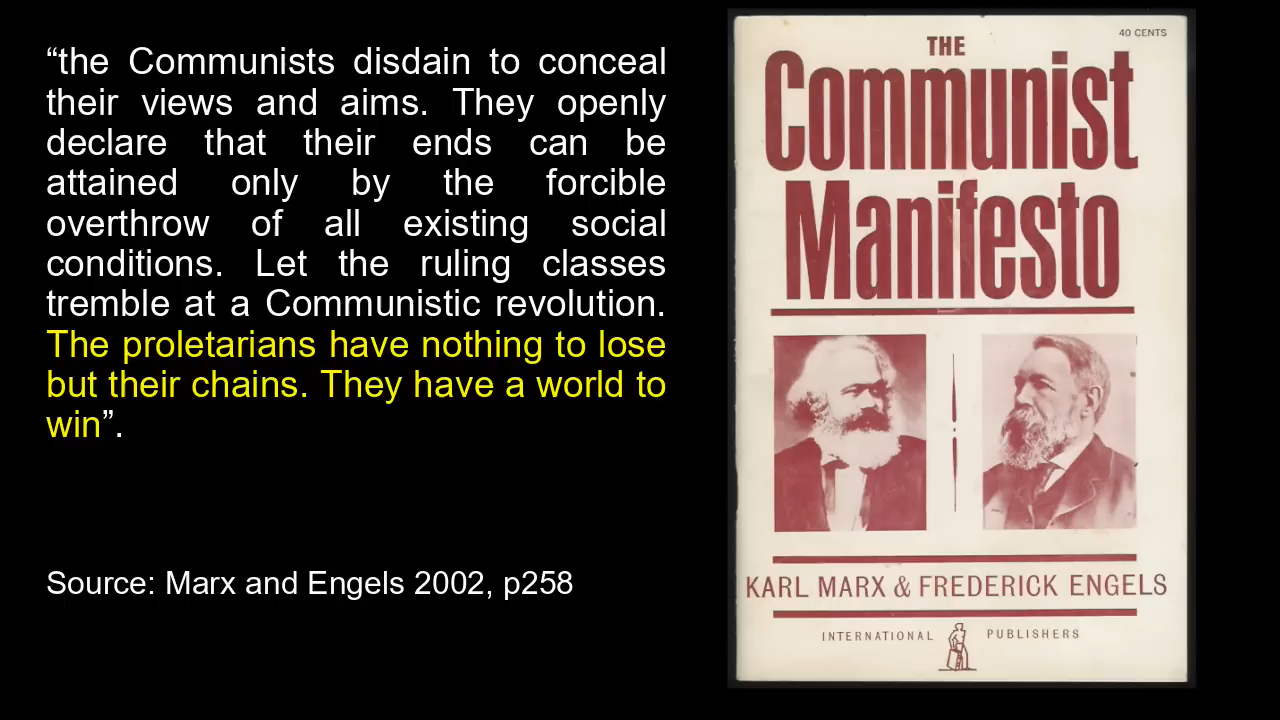 “the Communists disdain to conceal
their views and aims. They openly
declare that their ends can be
attained only by the forcible
overthrow of all existing social
conditions. Let the ruling classes
tremble at a Communistic revolution.
The proletarians have nothing to lose
but their chains. They have a world to
win”.
Source: Marx and Engels 2002, p258
40 CENTS
THE
Communist
Manifesto
KARL MARX & FREDERICK ENGELS
INTERNATIONAL PUBLISHERS